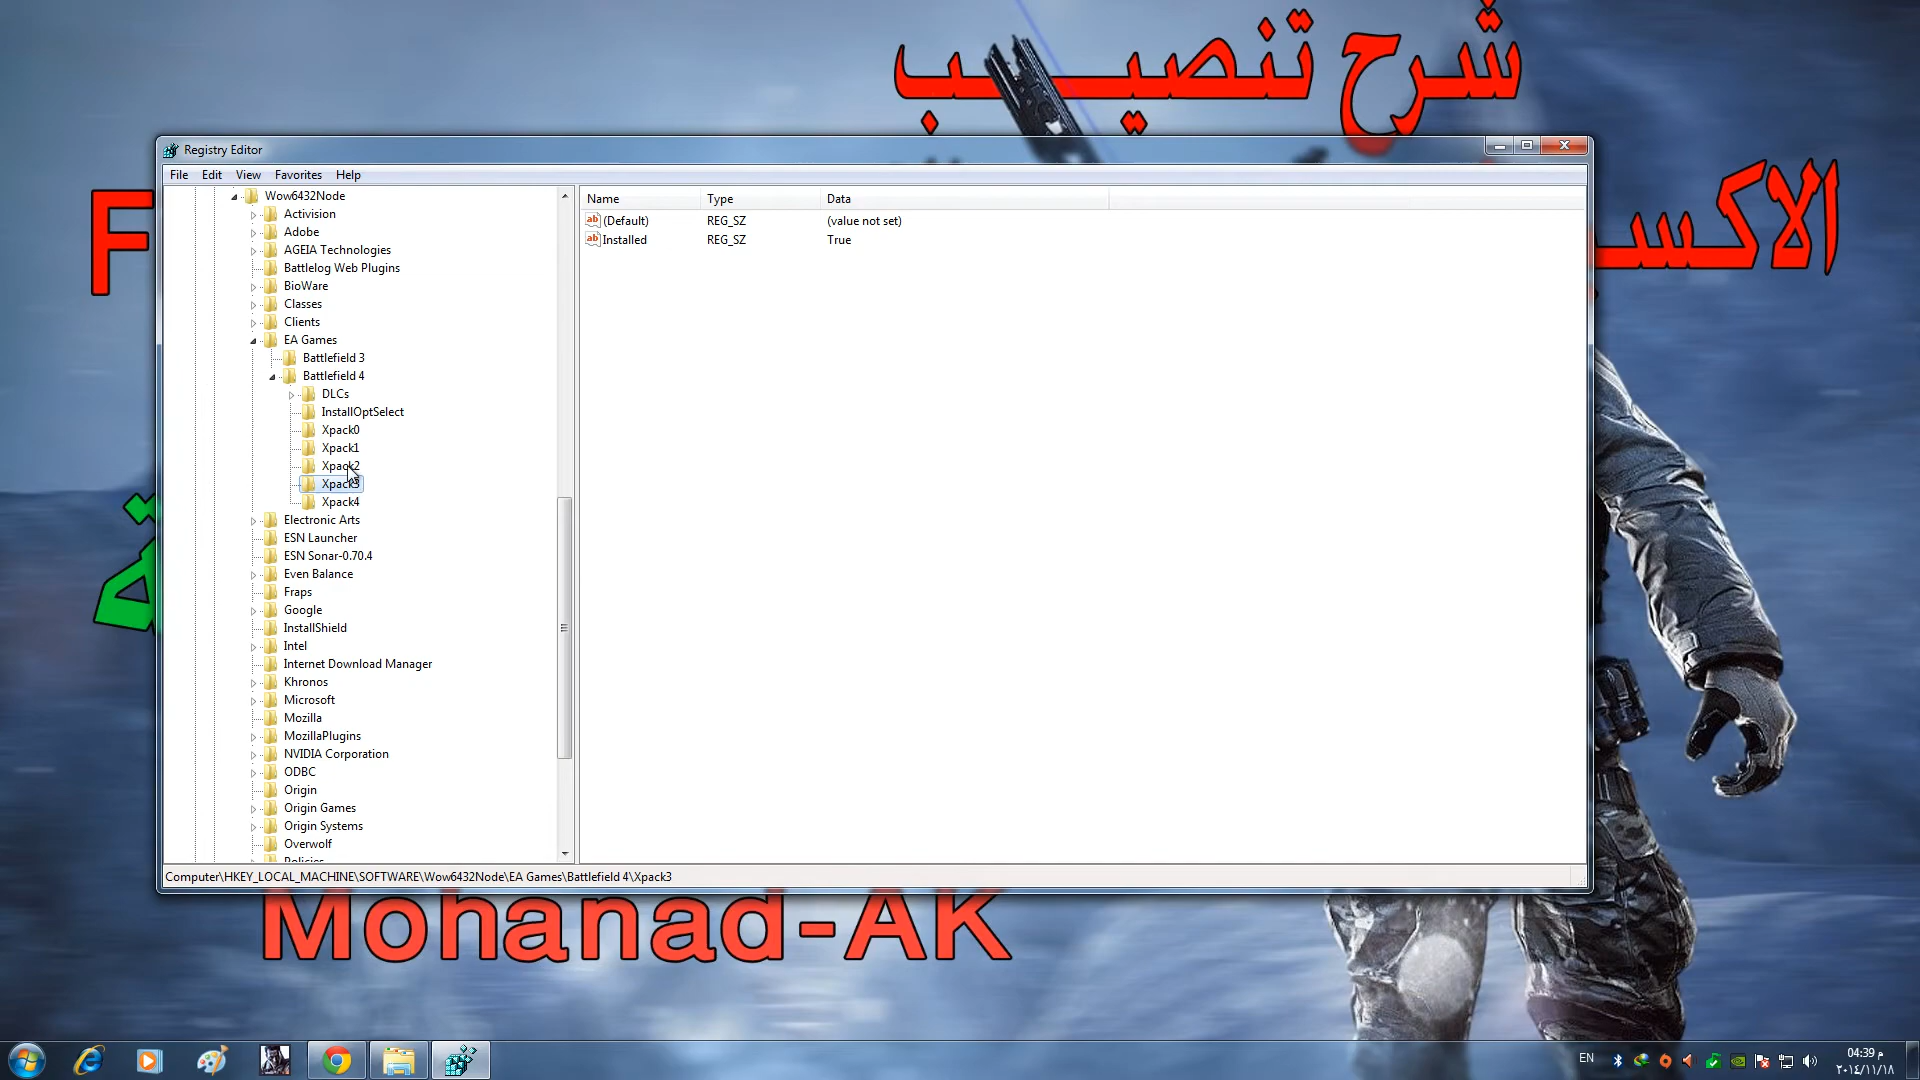 شرح تنصيب
الاكس
F
ة
Registry Editor
File Edit View Favorites Help
Wow6432Node
Activision
Adobe
AGEIA Technologies
Battlelog Web Plugins
BioWare
Classes
Clients
EA Games
Battlefield 3
Battlefield 4
DLCs
InstallOptSelect
Xpack0
Xpack1
Xpack2
Xpack3
Xpack4
Electronic Arts
ESN Launcher
ESN Sonar-0.70.4
Even Balance
Fraps
Google
InstallShield
Intel
Internet Download Manager
Khronos
Microsoft
Mozilla
MozillaPlugins
NVIDIA Corporation
ODBC
Origin
Origin Games
Origin Systems
Overwolf
Policies
Name Type Data
(Default) REG_SZ (value not set)
Installed REG_SZ True
Computer\HKEY_LOCAL_MACHINE\SOFTWARE\Wow6432Node\EA Games\Battlefield 4\Xpack3
Mohanad-AK
EN
04:39 م
٢٠١٤/١١/١٨